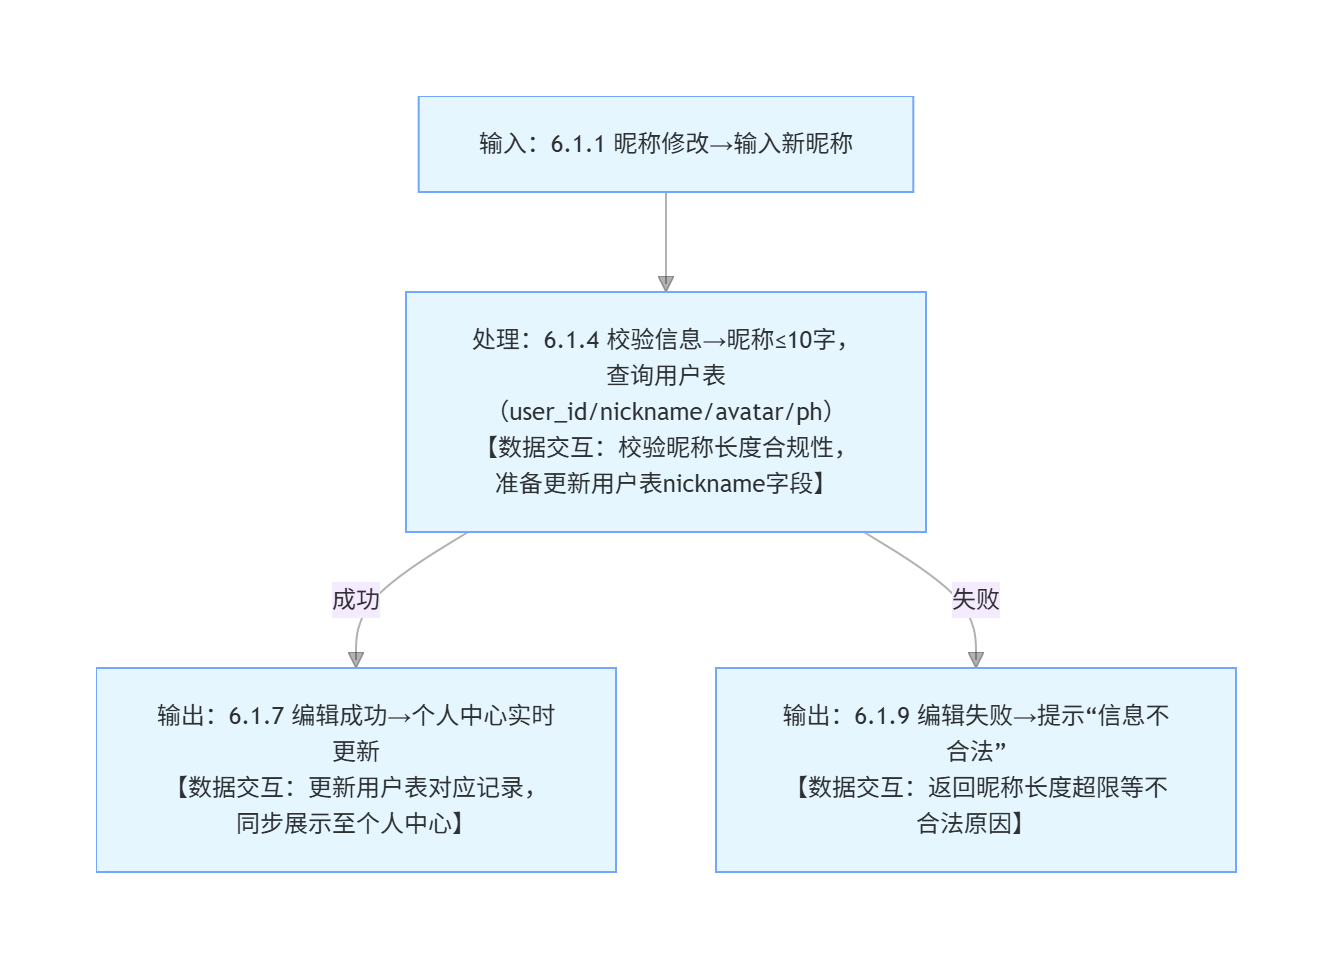 输入：6.1.1 昵称修改→输入新昵称
处理：6.1.4 校验信息→昵称≤10字，
查询用户表
（user_id/nickname/avatar/ph）
【数据交互：校验昵称长度合规性，
准备更新用户表nickname字段】
成功
失败
输出：6.1.7 编辑成功→个人中心实时
更新
【数据交互：更新用户表对应记录，
同步展示至个人中心】
输出：6.1.9 编辑失败→提示“信息不
合法”
【数据交互：返回昵称长度超限等不
合法原因】